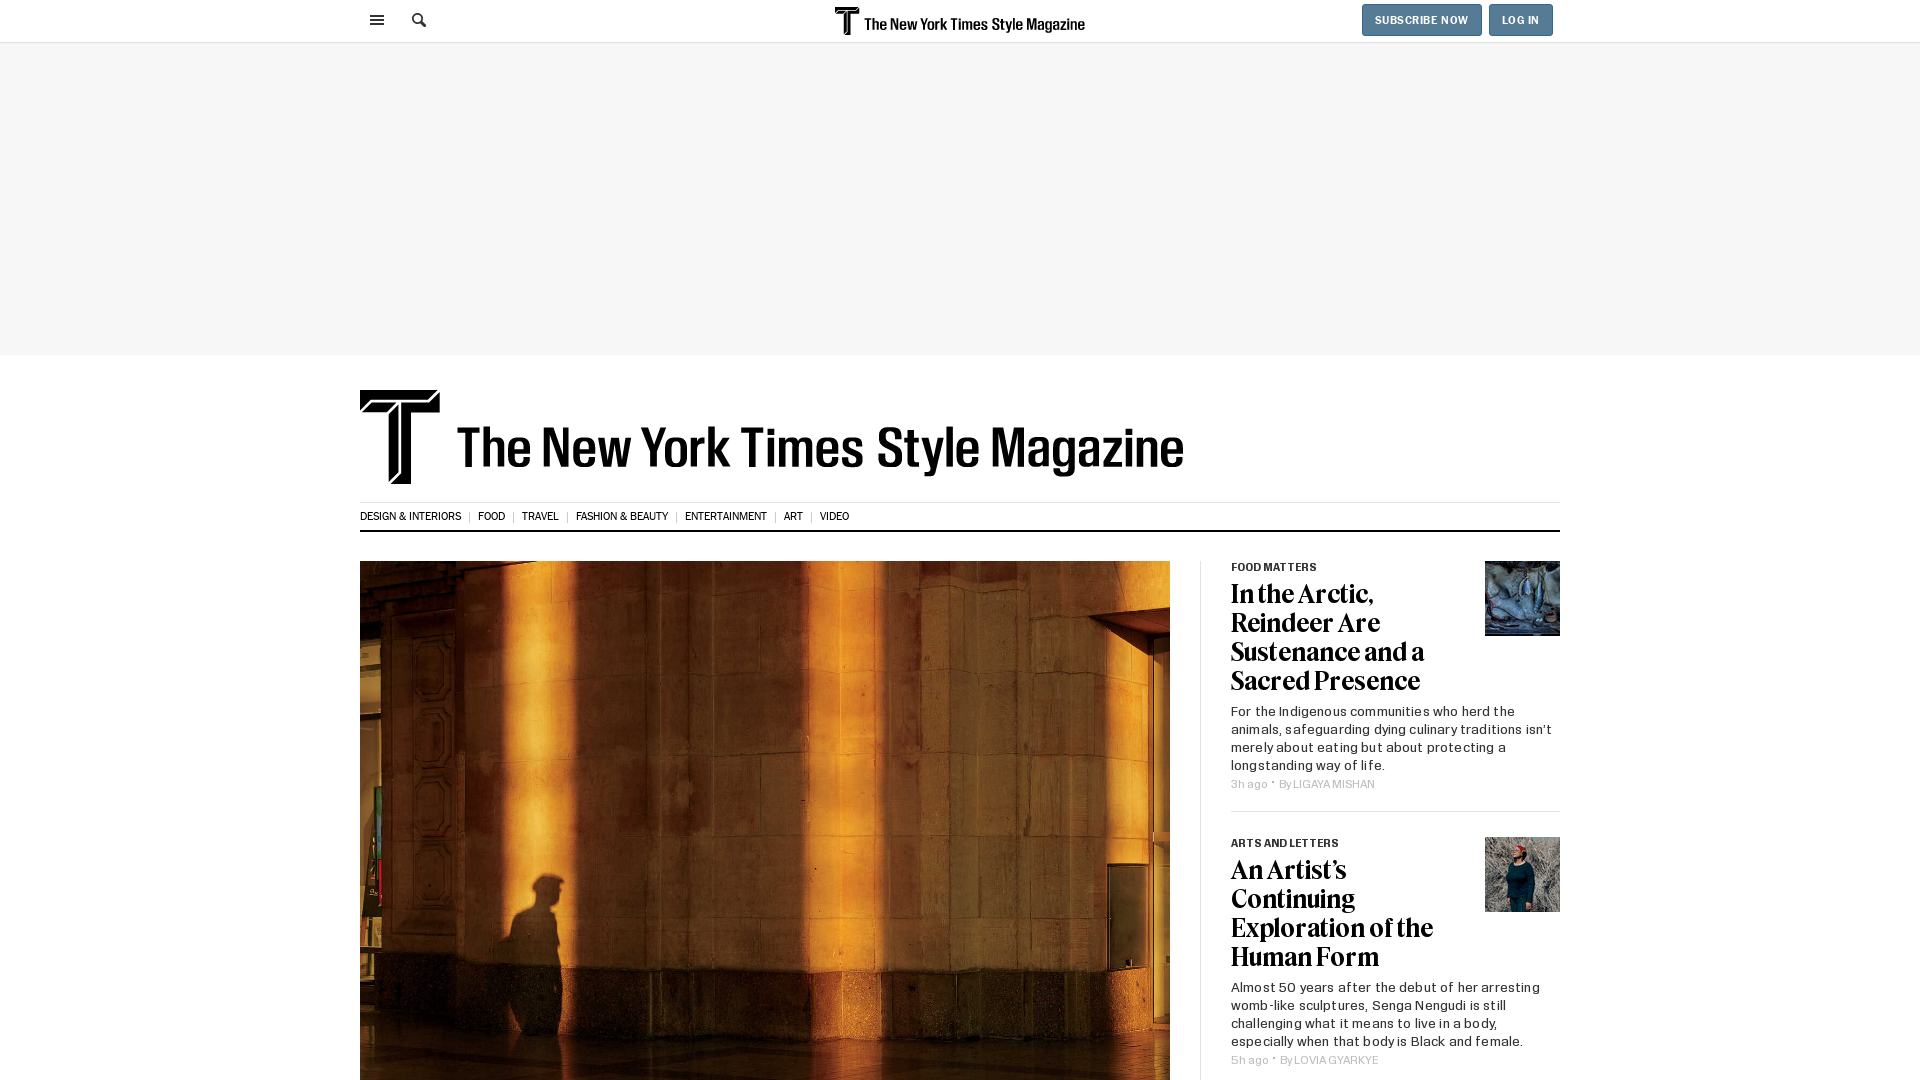 The New York Times Style Magazine
SUBSCRIBE NOW
LOG IN
The New York Times Style Magazine
DESIGN & INTERIORS
FOOD
TRAVEL
FASHION & BEAUTY
ENTERTAINMENT
ART
VIDEO
FOOD MATTERS
In the Arctic,
Reindeer Are
Sustenance and a
Sacred Presence
For the Indigenous communities who herd the
animals, safeguarding dying culinary traditions isn’t
merely about eating but about protecting a
longstanding way of life.
3h ago · By LIGAYA MISHAN
ARTS AND LETTERS
An Artist’s
Continuing
Exploration of the
Human Form
Almost 50 years after the debut of her arresting
womb-like sculptures, Senga Nengudi is still
challenging what it means to live in a body,
especially when that body is Black and female.
5h ago · By LOVIA GYARKYE